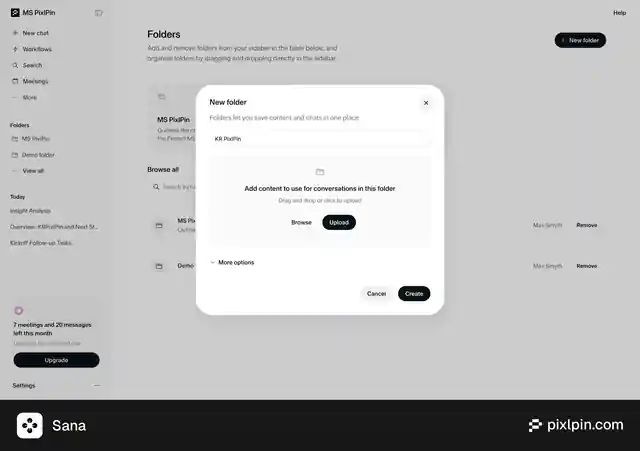 MS PixlPin
New chat
Workflows
Search
Meetings
More
Folders
MS PixlPin
Demo folder
View all
Today
Insight Analysis
Overview: KRPixlPin and Next St...
Kickoff Follow-up Tasks
7 meetings and 20 messages
left this month
Upgrade
Settings
Help
Folders
Add and remove folders from your sidebar in the table below, and
organise folders by dragging and dropping directly in the sidebar.
+ New folder
MS PixlPin
Browse all
MS Pix
Max Smyth
Remove
Demo
Max Smyth
Remove
New folder
Folders let you save content and chats in one place
KR PixlPin
Add content to use for conversations in this folder
Drag and drop or click to upload
Browse
Upload
More options
Cancel
Create
Sana
pixlpin.com